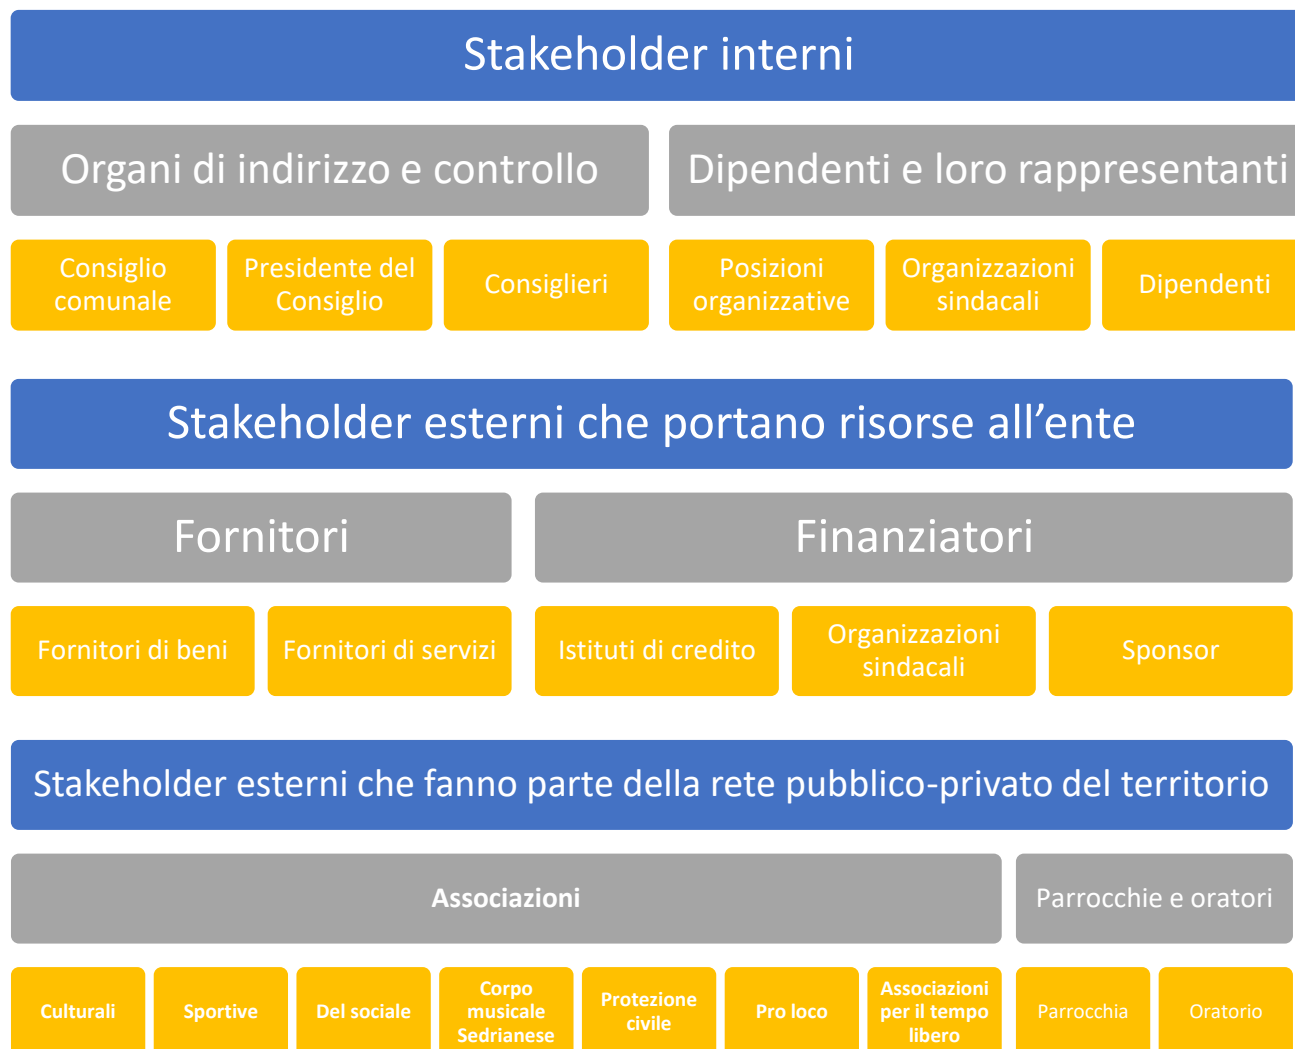 Stakeholder interni
Organi di indirizzo e controllo
Dipendenti e loro rappresentanti
Consiglio
comunale
Presidente del
Consiglio
Consiglieri
Posizioni
organizzative
Organizzazioni
sindacali
Dipendenti
Stakeholder esterni che portano risorse all’ente
Fornitori
Finanziatori
Fornitori di beni
Fornitori di servizi
Istituti di credito
Organizzazioni
sindacali
Sponsor
Stakeholder esterni che fanno parte della rete pubblico-privato del territorio
Associazioni
Parrocchie e oratori
Culturali
Sportive
Del sociale
Corpo
musicale
Sedrianese
Protezione
civile
Pro loco
Associazioni
per il tempo
libero
Parrocchia
Oratorio